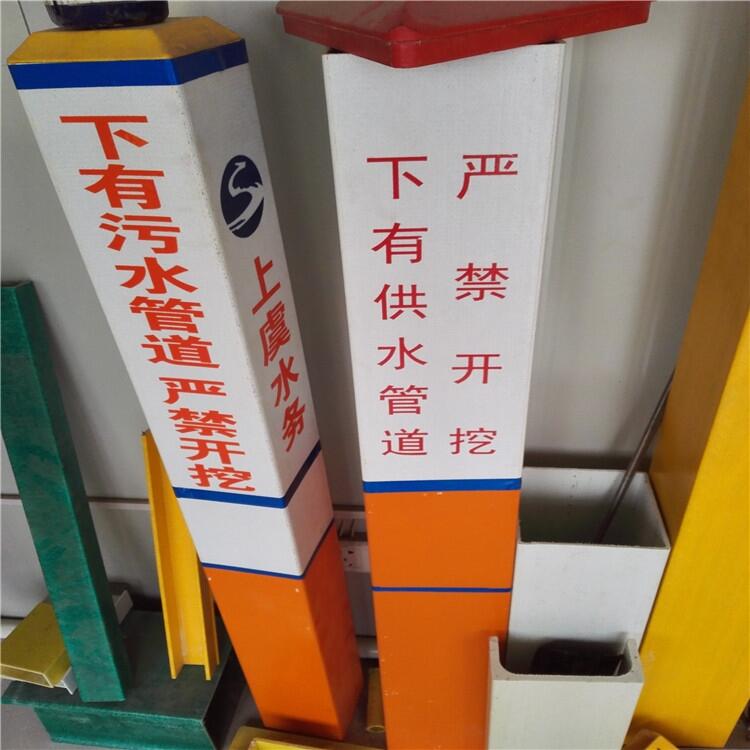 下有污水管道 严禁开挖
上虞水务
下有供水管道
严禁开挖